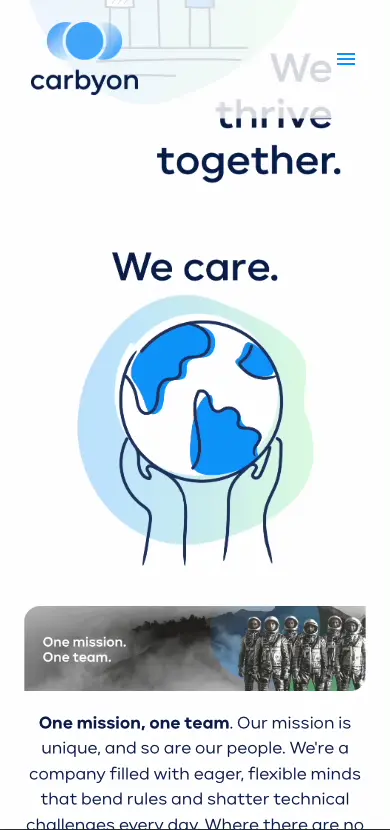 carbyon
We
thrive
together.
We care.
One mission.
One team.
One mission, one team. Our mission is
unique, and so are our people. We're a
company filled with eager, flexible minds
that bend rules and shatter technical
challenges every day. Where there are no